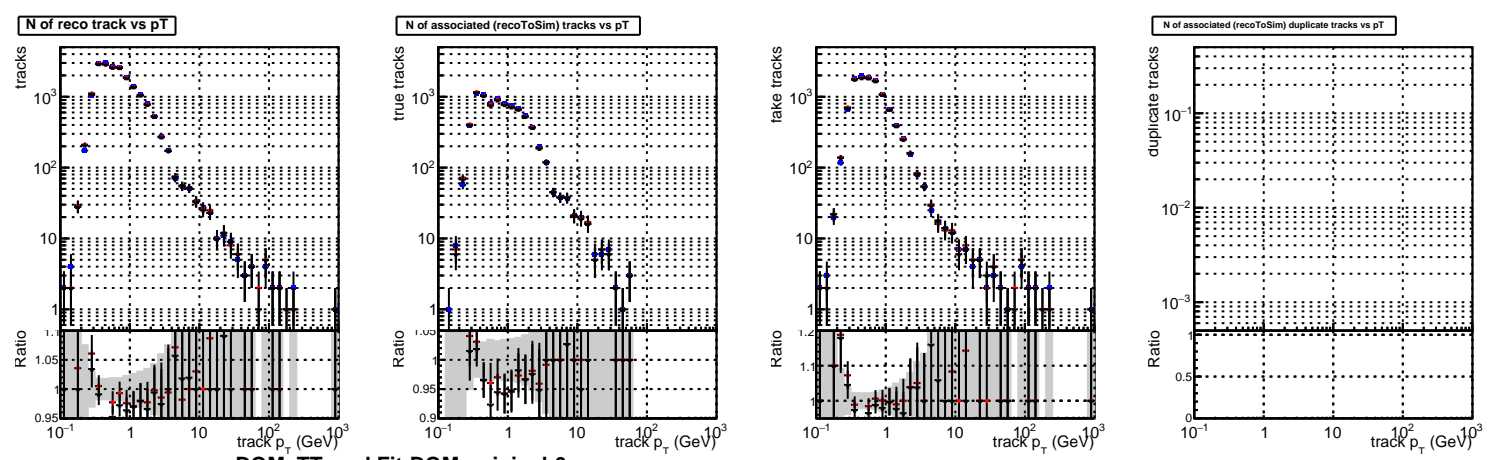 N of reco track vs pT
N of associated (recoToSim) tracks vs pT
N of associated (recoToSim) duplicate tracks vs pT
tracks
10³
10²
10
1
Ratio
1.1
1.05
1
0.95
10⁻¹ 1 10 10² 10³
track p_T (GeV)
true tracks
10³
10²
10
1
Ratio
1.05
1
0.95
0.9
10⁻¹ 1 10 10² 10³
track p_T (GeV)
fake tracks
10³
10²
10
1
Ratio
1.2
1.1
1
10⁻¹ 1 10 10² 10³
track p_T (GeV)
duplicate tracks
10⁻¹
10⁻²
10⁻³
Ratio
1
0.5
0
10⁻¹ 1 10 10² 10³
track p_T (GeV)